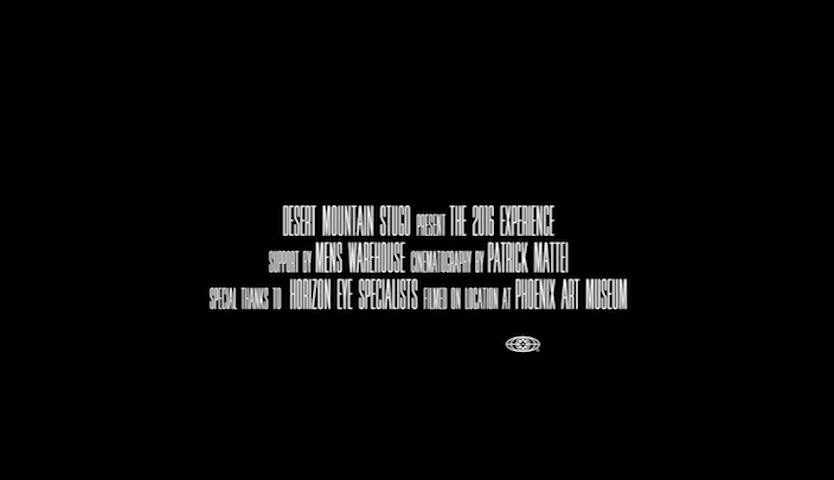 DESERT MOUNTAIN STUGO PRESENT THE 2016 EXPERIENCE
SUPPORT BY MENS WAREHOUSE CINEMATOGRAPHY BY PATRICK MATTEI
SPECIAL THANKS TO HORIZON EYE SPECIALISTS FILMED ON LOCATION AT PHOENIX ART MUSEUM